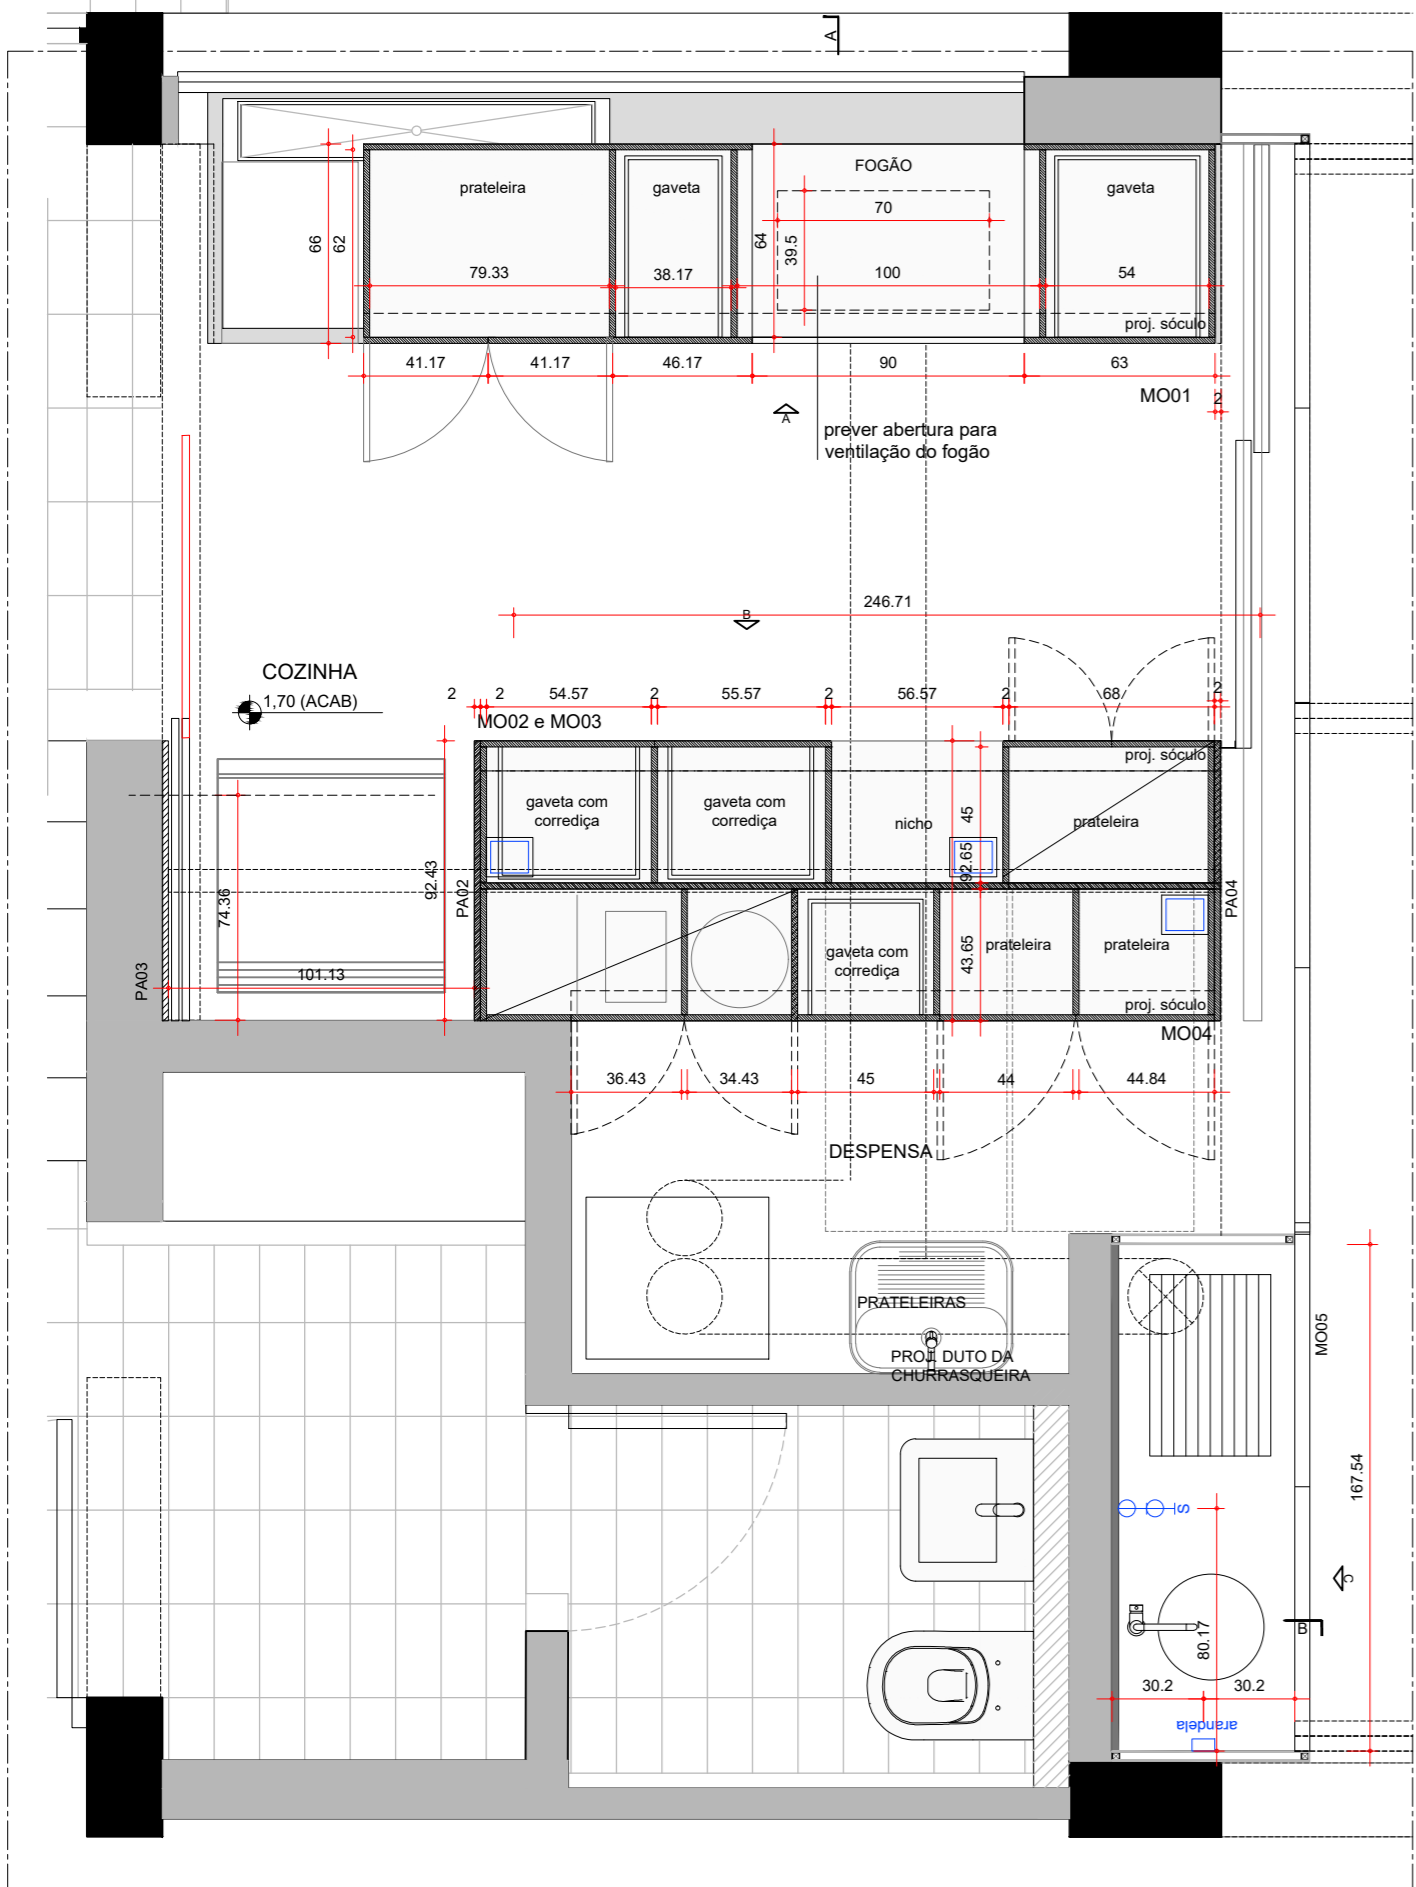 A
FOGÃO
prateleira
gaveta
gaveta
70
66
62
64
39.5
79.33
38.17
100
54
proj. sóculo
41.17
41.17
46.17
90
63
MO01
2
A
prever abertura para
ventilação do fogão
246.71
B
COZINHA
1,70 (ACAB)
2
2
54.57
2
55.57
2
56.57
2
68
2
MO02 e MO03
proj. sóculo
gaveta com
corrediça
gaveta com
corrediça
nicho
45
prateleira
92.65
92.43
74.36
PA02
PA04
gaveta com
corrediça
43.65
prateleira
prateleira
PA03
101.13
proj. sóculo
MO04
36.43
34.43
45
44
44.84
DESPENSA
PRATELEIRAS
MO05
PROJ. DUTO DA
CHURRASQUEIRA
167.54
S
C
B
80.17
30.2
30.2
arandela